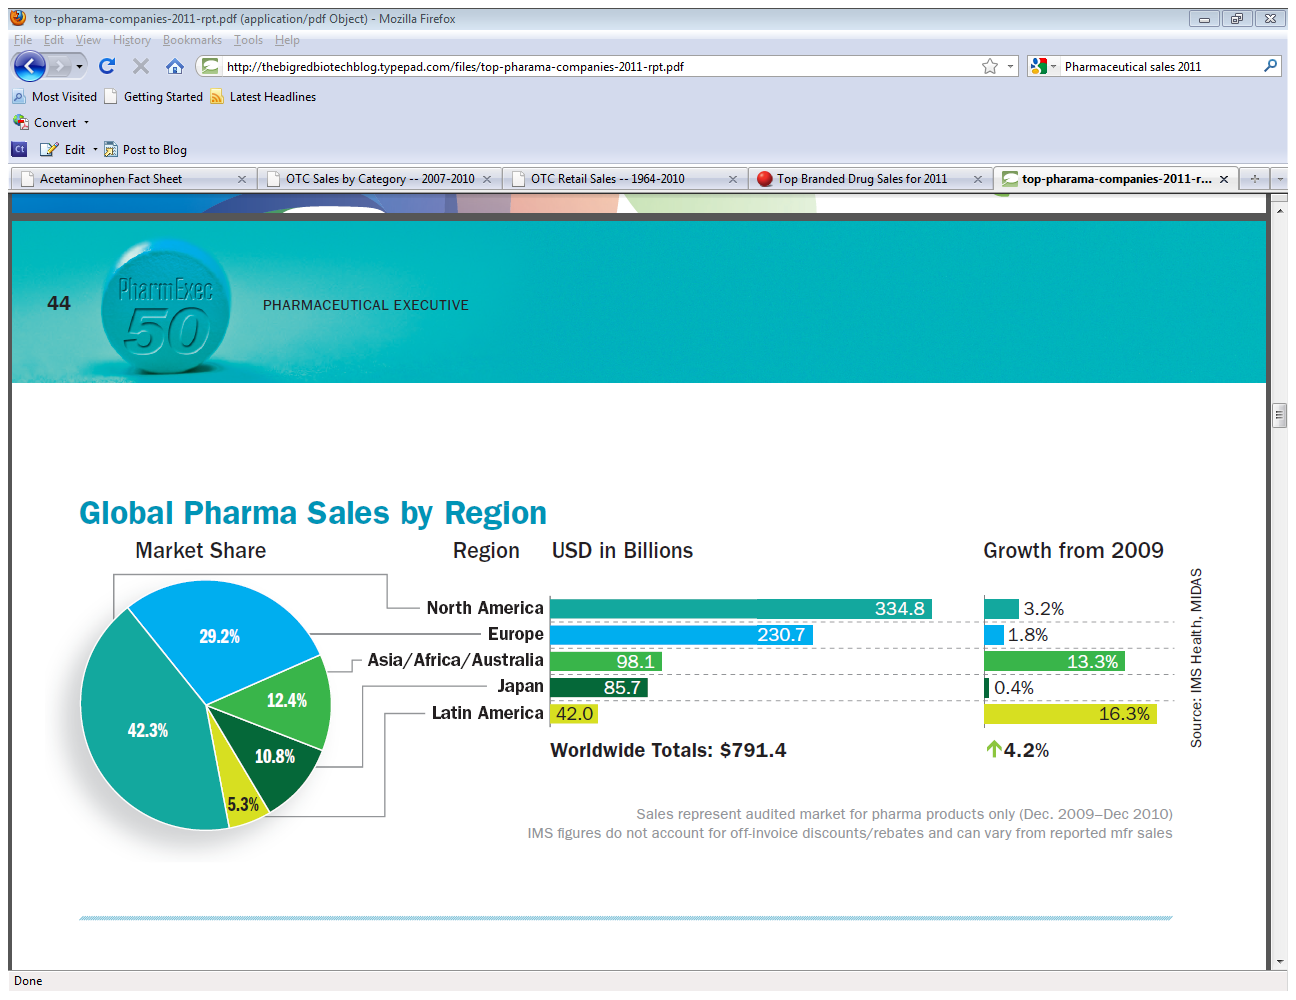 top-pharama-companies-2011-rpt.pdf (application/pdf Object) - Mozilla Firefox
File Edit View History Bookmarks Tools Help
http://thebigredbiotechblog.typepad.com/files/top-pharama-companies-2011-rpt.pdf Pharmaceutical sales 2011
Most Visited Getting Started Latest Headlines
Convert
Ct Edit Post to Blog
Acetaminophen Fact Sheet OTC Sales by Category -- 2007-2010 OTC Retail Sales -- 1964-2010 Top Branded Drug Sales for 2011 top-pharama-companies-2011-r...
44 PharmExec 50 PHARMACEUTICAL EXECUTIVE
Global Pharma Sales by Region
Market Share Region USD in Billions Growth from 2009
North America 334.8 3.2%
Europe 230.7 1.8%
Asia/Africa/Australia 98.1 13.3%
Japan 85.7 0.4%
Latin America 42.0 16.3%
Worldwide Totals: $791.4 4.2%
29.2%
12.4%
42.3%
10.8%
5.3%
Source: IMS Health, MIDAS
Sales represent audited market for pharma products only (Dec. 2009–Dec 2010)
IMS figures do not account for off-invoice discounts/rebates and can vary from reported mfr sales
Done